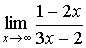 lim x→∞ (1 − 2x)/(3x − 2)